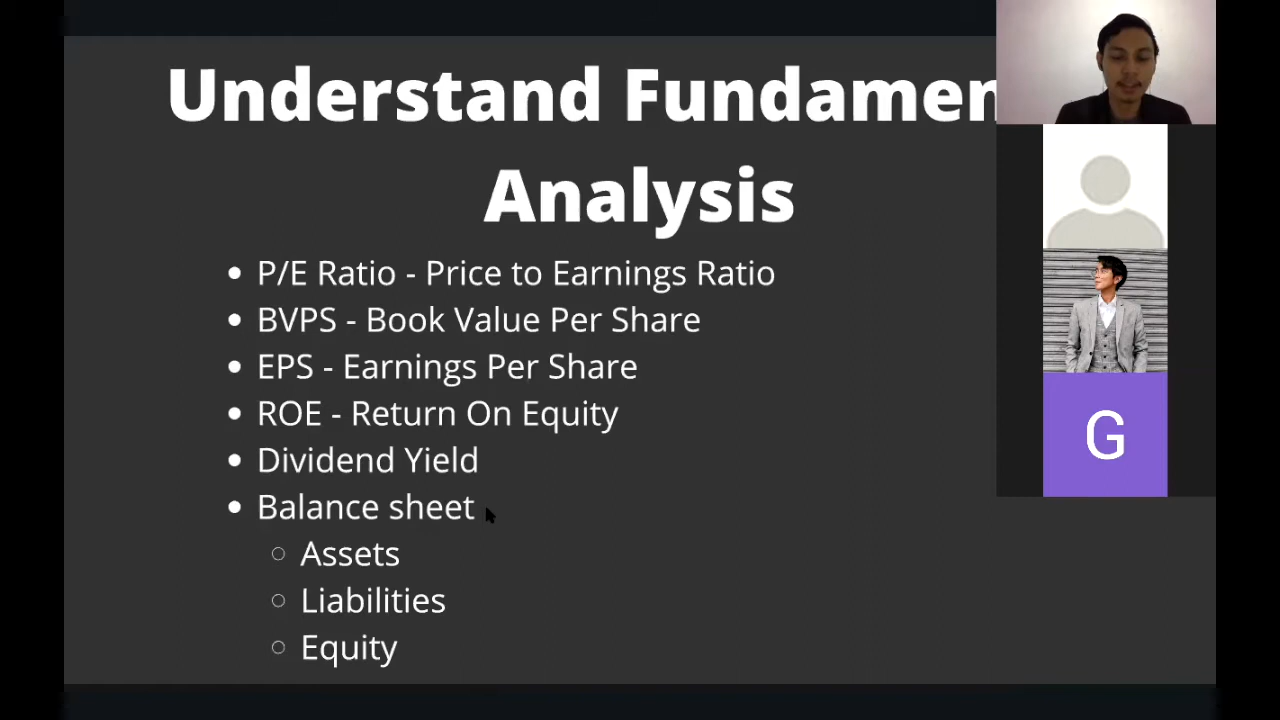 Understand Fundamen
Analysis
• P/E Ratio - Price to Earnings Ratio
• BVPS - Book Value Per Share
• EPS - Earnings Per Share
• ROE - Return On Equity
• Dividend Yield
• Balance sheet
○ Assets
○ Liabilities
○ Equity
G